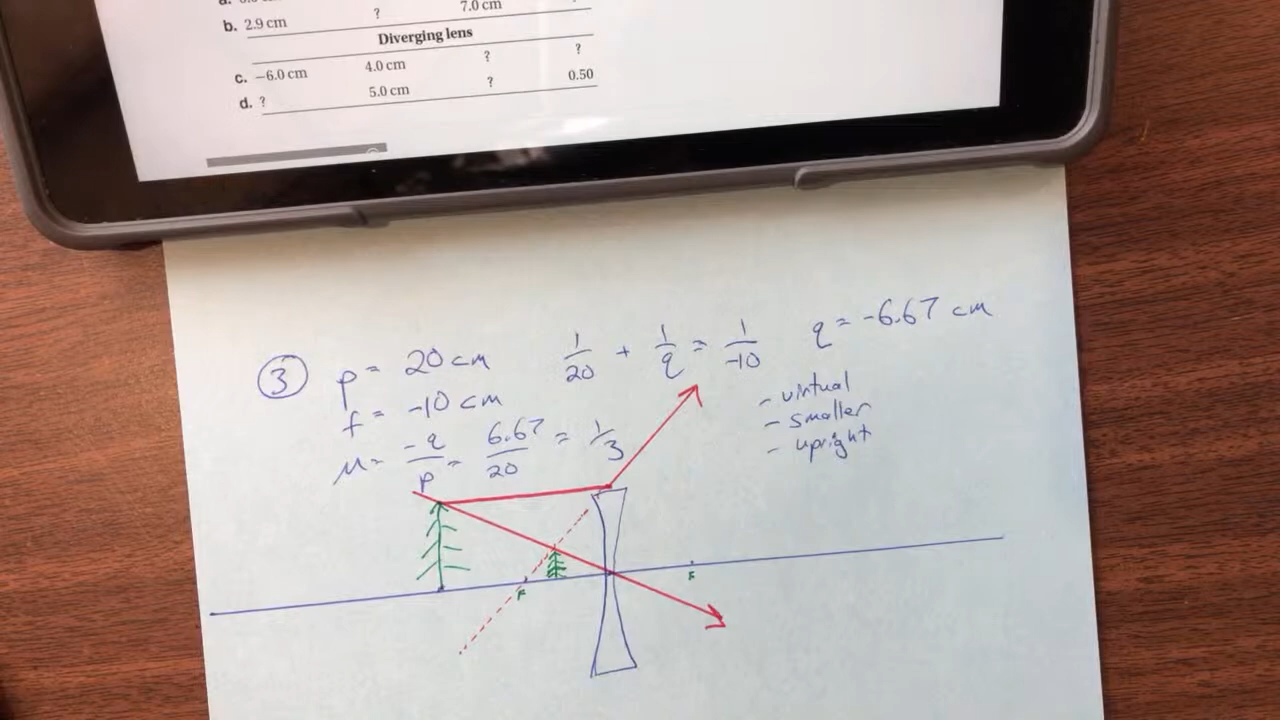 a.
b. 2.9 cm ? 7.0 cm
Diverging lens
c. −6.0 cm 4.0 cm ? ?
d. ? 5.0 cm ? 0.50
③ p = 20 cm 1/20 + 1/q = 1/-10 q = -6.67 cm
f = -10 cm - virtual
M = -q/p = 6.67/20 = 1/3 - smaller
- upright
F F